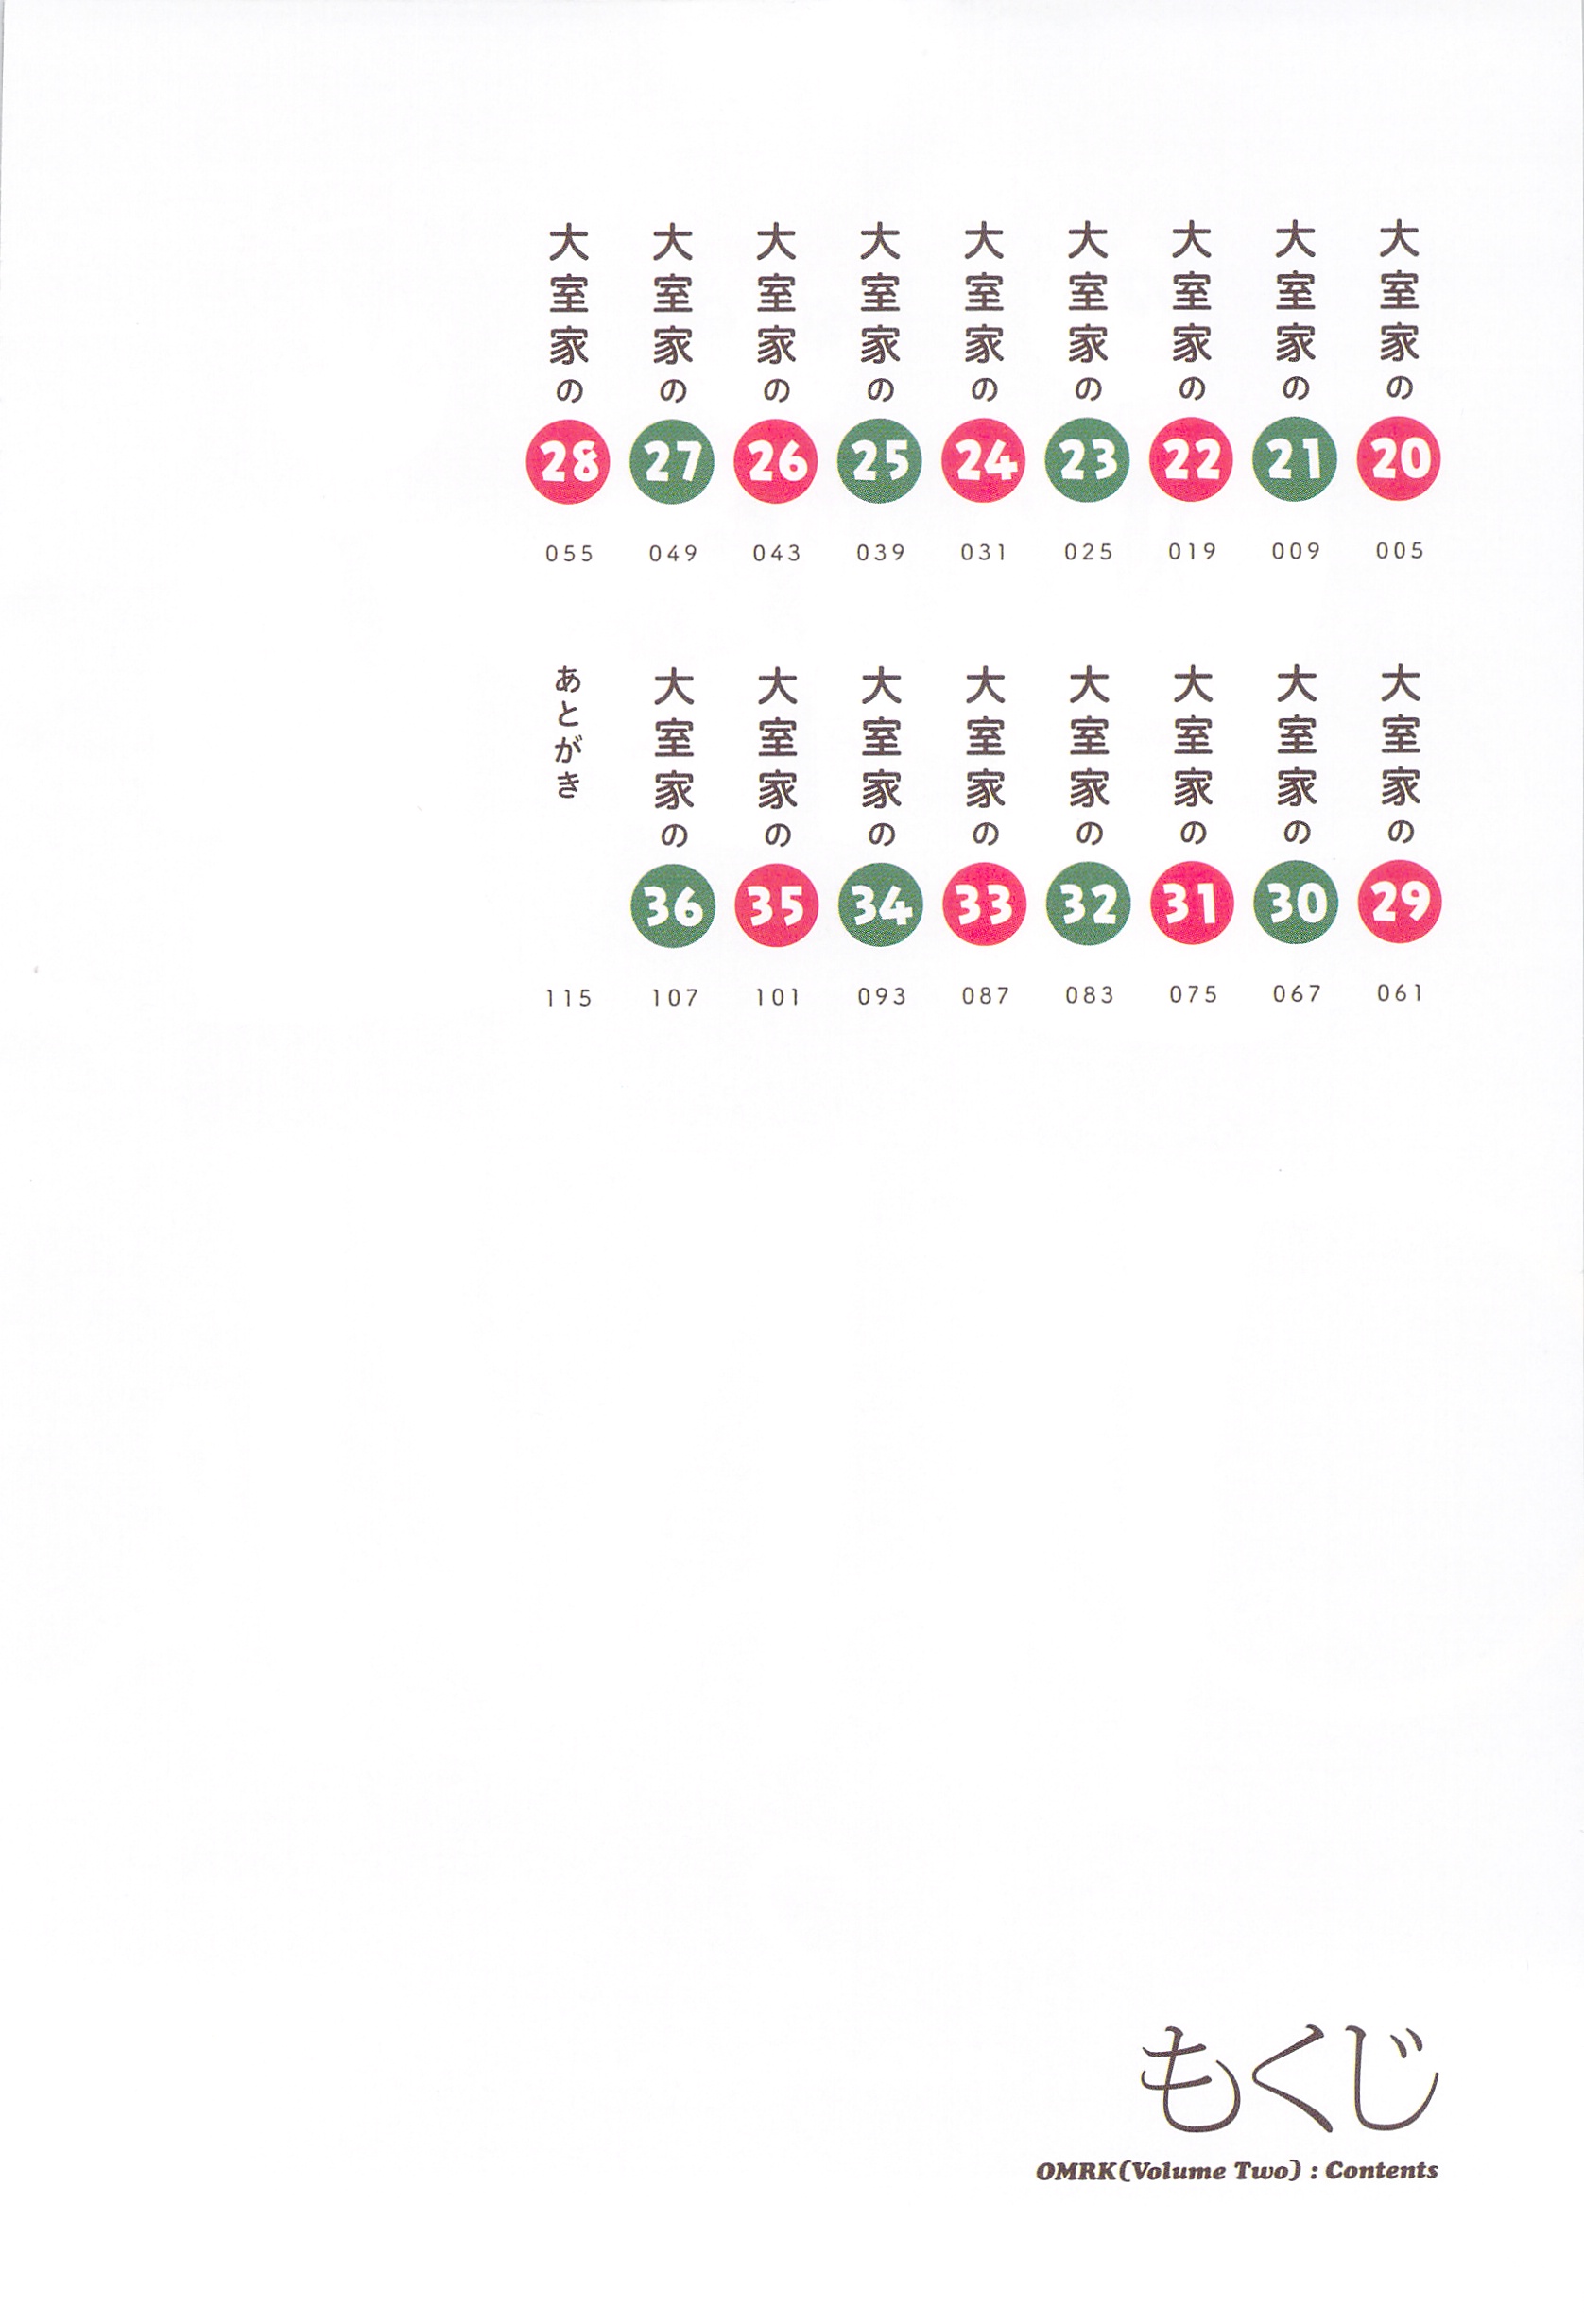 大室家の20 005
大室家の21 009
大室家の22 019
大室家の23 025
大室家の24 031
大室家の25 039
大室家の26 043
大室家の27 049
大室家の28 055
大室家の29 061
大室家の30 067
大室家の31 075
大室家の32 083
大室家の33 087
大室家の34 093
大室家の35 101
大室家の36 107
あとがき 115
もくじ
OMRK(Volume Two) : Contents